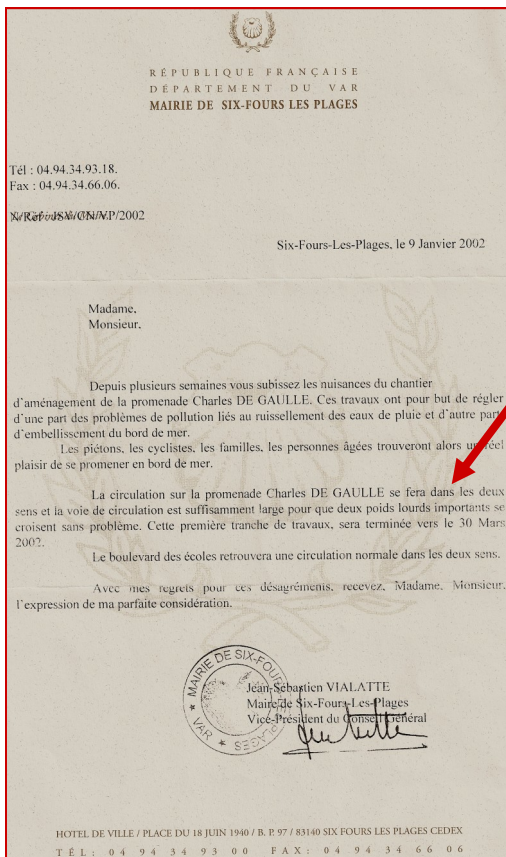 RÉPUBLIQUE FRANÇAISE
DÉPARTEMENT DU VAR
MAIRIE DE SIX-FOURS LES PLAGES
Tél : 04.94.34.93.18.
Fax : 04.94.34.66.06.
N/Réf : JSV/CN/VP/2002
Six-Fours-Les-Plages, le 9 Janvier 2002
Madame,
Monsieur,
Depuis plusieurs semaines vous subissez les nuisances du chantier
d'aménagement de la promenade Charles DE GAULLE. Ces travaux ont pour but de régler
d'une part des problèmes de pollution liés au ruissellement des eaux de pluie et d'autre part
d'embellissement du bord de mer.
Les piétons, les cyclistes, les familles, les personnes âgées trouveront alors un réel
plaisir de se promener en bord de mer.
La circulation sur la promenade Charles DE GAULLE se fera dans les deux
sens et la voie de circulation est suffisamment large pour que deux poids lourds importants se
croisent sans problème. Cette première tranche de travaux, sera terminée vers le 30 Mars
2002.
Le boulevard des écoles retrouvera une circulation normale dans les deux sens.
Avec mes regrets pour ces désagréments, recevez, Madame, Monsieur,
l'expression de ma parfaite considération.
MAIRIE DE SIX-FOURS
PLAGES
* VAR *
Jean-Sébastien VIALATTE
Maire de Six-Fours-Les-Plages
Vice-Président du Conseil Général
HOTEL DE VILLE / PLACE DU 18 JUIN 1940 / B. P. 97 / 83140 SIX FOURS LES PLAGES CEDEX
TÉL: 04 94 34 93 00 FAX: 04 94 34 66 06